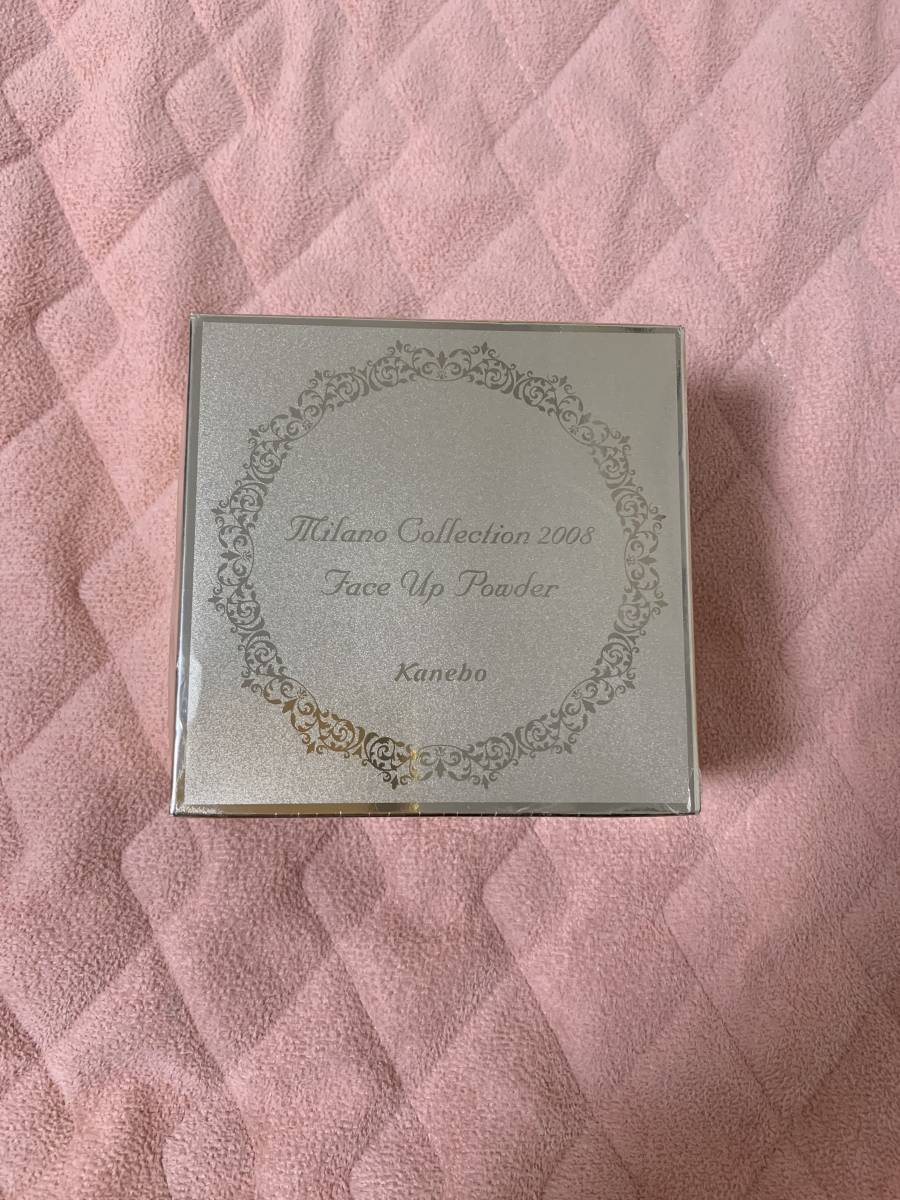 Milano Collection 2008
Face Up Powder
Kanebo